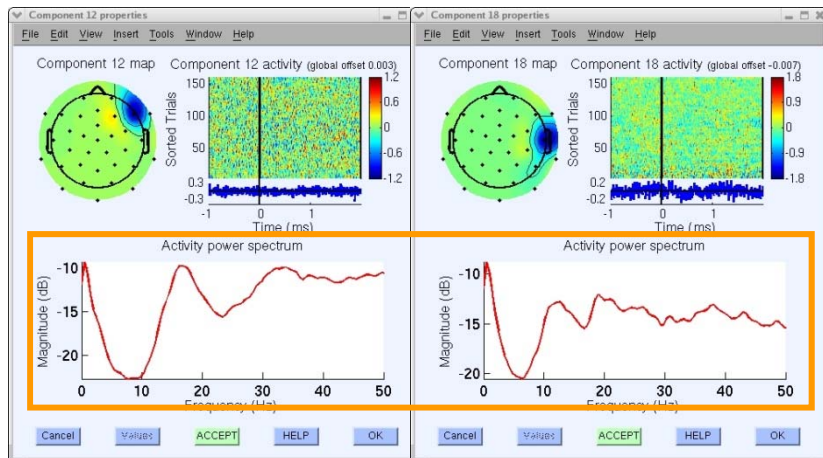 Component 12 properties
File Edit View Insert Tools Window Help
Component 12 map
Component 12 activity (global offset 0.003)
Sorted Trials
150
100
50
0
1.2
0.6
0
-0.6
-1.2
0.3
-0.3
-1 0 1
Time (ms)
Activity power spectrum
Magnitude (dB)
-10
-15
-20
0 10 20 30 40 50
Frequency (Hz)
Cancel Values ACCEPT HELP OK
Component 18 properties
File Edit View Insert Tools Window Help
Component 18 map
Component 18 activity (global offset -0.007)
Sorted Trials
150
100
50
0
1.8
0.9
0
-0.9
-1.8
0.2
-0.2
-1 0 1
Time (ms)
Activity power spectrum
Magnitude (dB)
-10
-15
-20
0 10 20 30 40 50
Frequency (Hz)
Cancel Values ACCEPT HELP OK